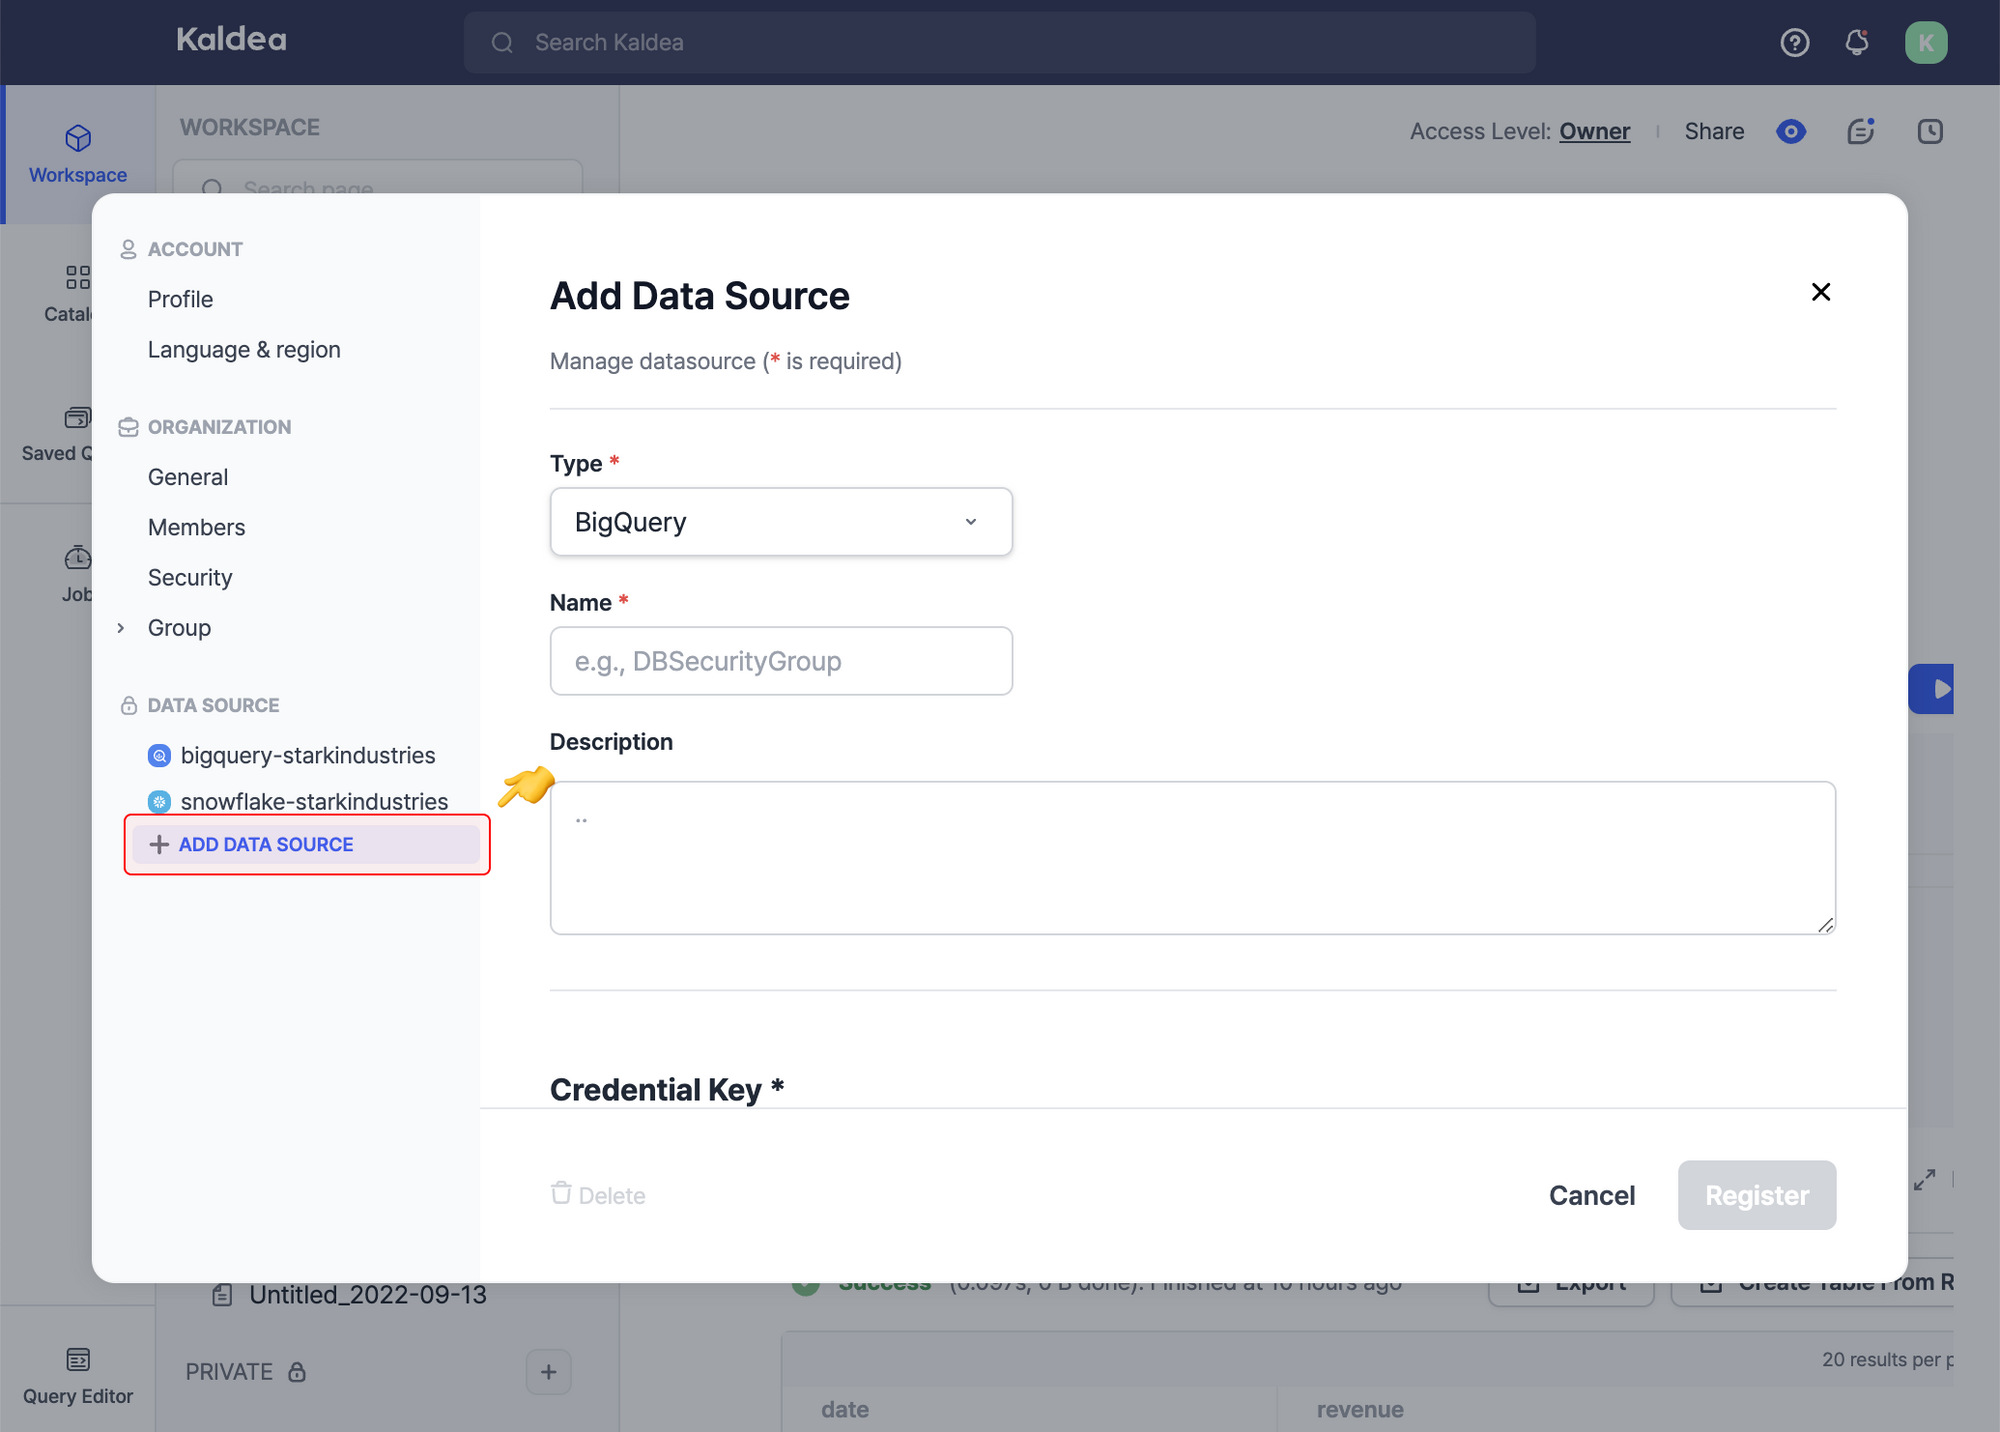 Kaldea
Search Kaldea
K
Workspace
WORKSPACE
Search page
Access Level: Owner
Share
Saved
ACCOUNT
Profile
Language & region
ORGANIZATION
General
Members
Security
Group
DATA SOURCE
bigquery-starkindustries
snowflake-starkindustries
ADD DATA SOURCE
Add Data Source
Manage datasource (* is required)
Type *
BigQuery
Name *
e.g., DBSecurityGroup
Description
..
Credential Key *
Delete
Cancel
Register
Untitled_2022-09-13
PRIVATE
Query Editor
Success (0.097s, 0 B done). Finished at 10 hours ago
Export
Create Table From
20 results per
date
revenue